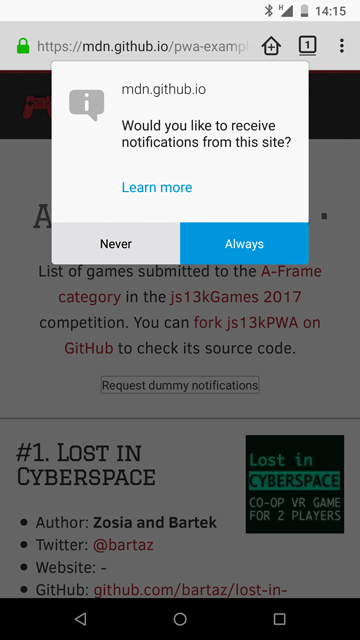 H 14:15
https://mdn.github.io/pwa-exampl
1
mdn.github.io
Would you like to receive
notifications from this site?
Learn more
Never Always
A
List of games submitted to the A-Frame
category in the js13kGames 2017
competition. You can fork js13kPWA on
GitHub to check its source code.
Request dummy notifications
#1. Lost in
Cyberspace
Lost in
CYBERSPACE
CO-OP VR GAME
FOR 2 PLAYERS
• Author: Zosia and Bartek
• Twitter: @bartaz
• Website: -
• GitHub: github.com/bartaz/lost-in-